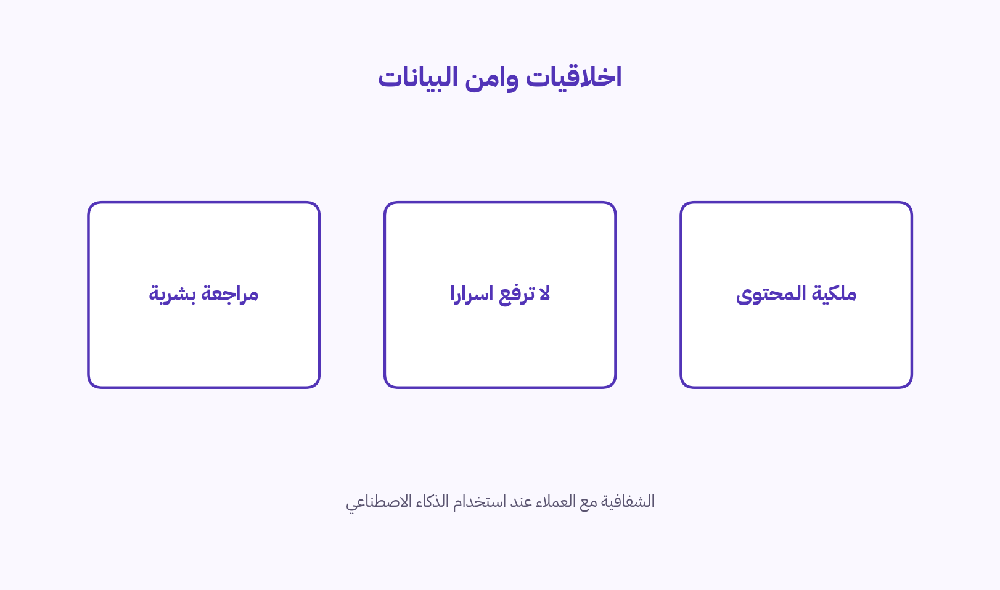 اخلاقيات وامن البيانات
ملكية المحتوى
لا ترفع اسرارا
مراجعة بشرية
الشفافية مع العملاء عند استخدام الذكاء الاصطناعي